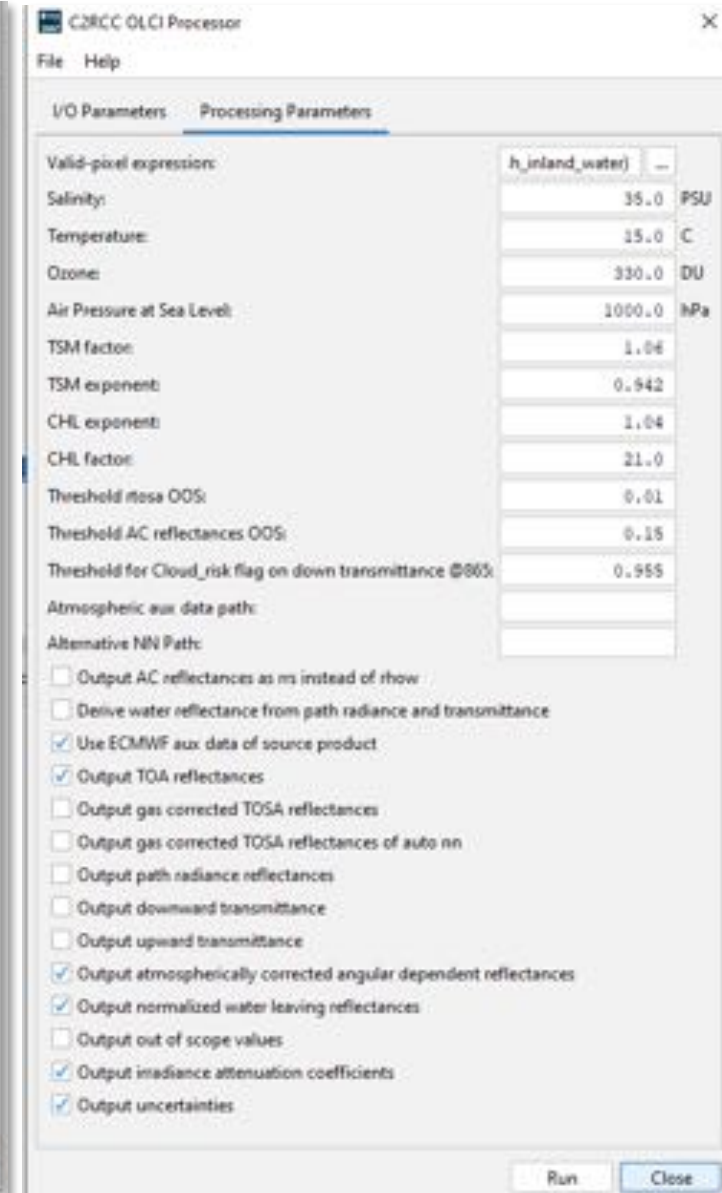 C2RCC OLCI Processor
File Help
I/O Parameters Processing Parameters
Valid-pixel expression: h_inland_water) ...
Salinity: 35.0 PSU
Temperature: 15.0 C
Ozone: 330.0 DU
Air Pressure at Sea Level: 1000.0 hPa
TSM factor: 1.06
TSM exponent: 0.942
CHL exponent: 1.04
CHL factor: 21.0
Threshold rtosa OOS: 0.01
Threshold AC reflectances OOS: 0.15
Threshold for Cloud_risk flag on down transmittance @865: 0.955
Atmospheric aux data path:
Alternative NN Path:
Output AC reflectances as rrs instead of rhow
Derive water reflectance from path radiance and transmittance
Use ECMWF aux data of source product
Output TOA reflectances
Output gas corrected TOSA reflectances
Output gas corrected TOSA reflectances of auto nn
Output path radiance reflectances
Output downward transmittance
Output upward transmittance
Output atmospherically corrected angular dependent reflectances
Output normalized water leaving reflectances
Output out of scope values
Output irradiance attenuation coefficients
Output uncertainties
Run Close